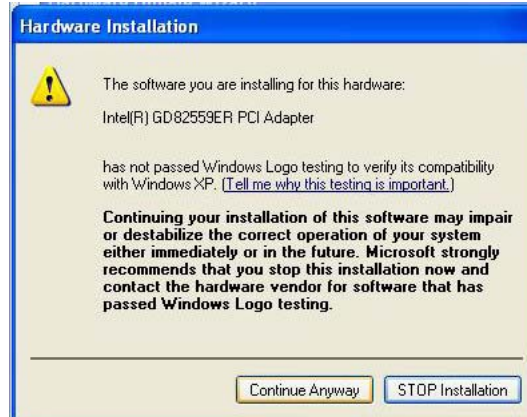 Hardware Installation
The software you are installing for this hardware:
Intel(R) GD82559ER PCI Adapter
has not passed Windows Logo testing to verify its compatibility
with Windows XP. (Tell me why this testing is important.)
Continuing your installation of this software may impair
or destabilize the correct operation of your system
either immediately or in the future. Microsoft strongly
recommends that you stop this installation now and
contact the hardware vendor for software that has
passed Windows Logo testing.
Continue Anyway
STOP Installation